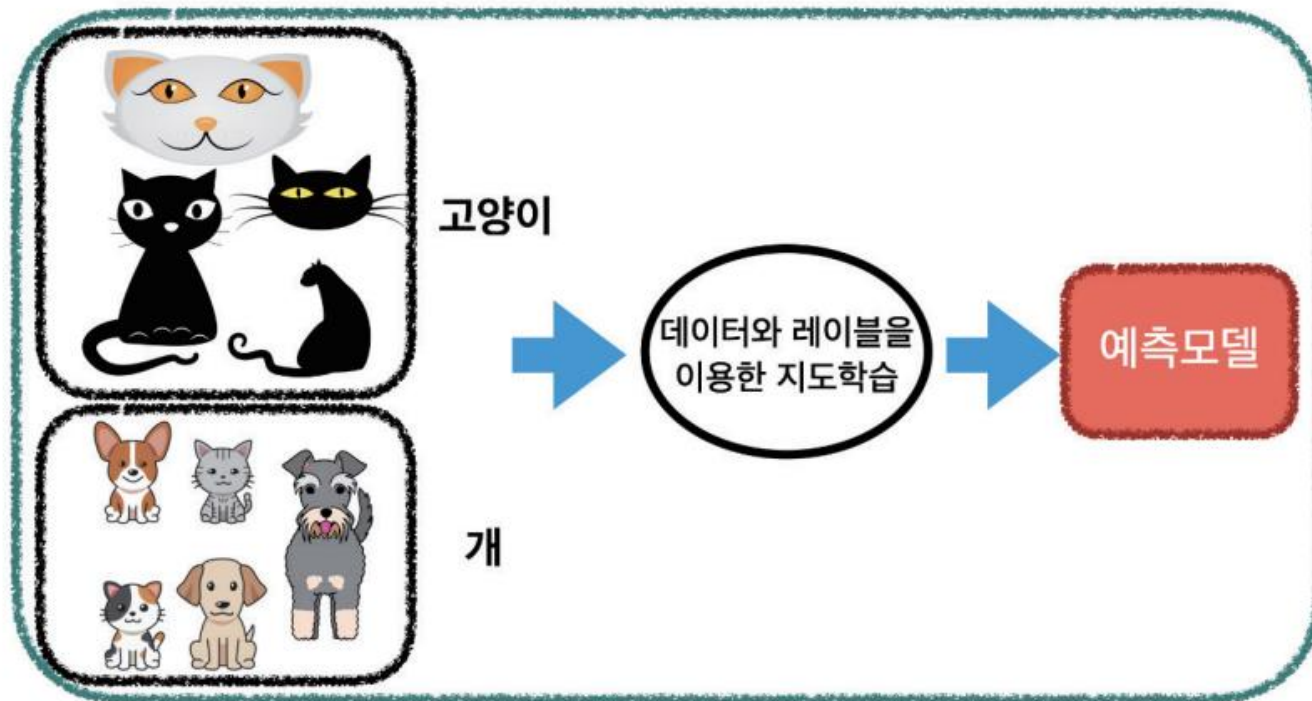 고양이
데이터와 레이블을
이용한 지도학습
예측모델
개